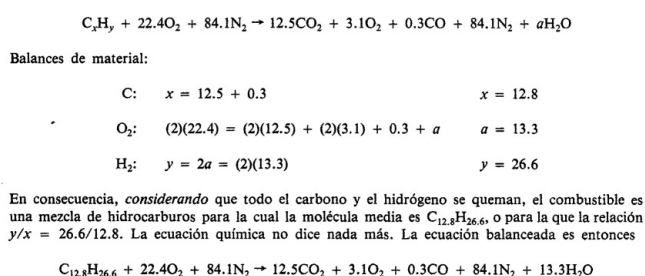 CₓHᵧ + 22.4O₂ + 84.1N₂ → 12.5CO₂ + 3.1O₂ + 0.3CO + 84.1N₂ + aH₂O
Balances de material:
C: x = 12.5 + 0.3 x = 12.8
O₂: (2)(22.4) = (2)(12.5) + (2)(3.1) + 0.3 + a a = 13.3
H₂: y = 2a = (2)(13.3) y = 26.6
En consecuencia, considerando que todo el carbono y el hidrógeno se queman, el combustible es
una mezcla de hidrocarburos para la cual la molécula media es C₁₂.₈H₂₆.₆, o para la que la relación
y/x = 26.6/12.8. La ecuación química no dice nada más. La ecuación balanceada es entonces
C₁₂.₈H₂₆.₆ + 22.4O₂ + 84.1N₂ → 12.5CO₂ + 3.1O₂ + 0.3CO + 84.1N₂ + 13.3H₂O